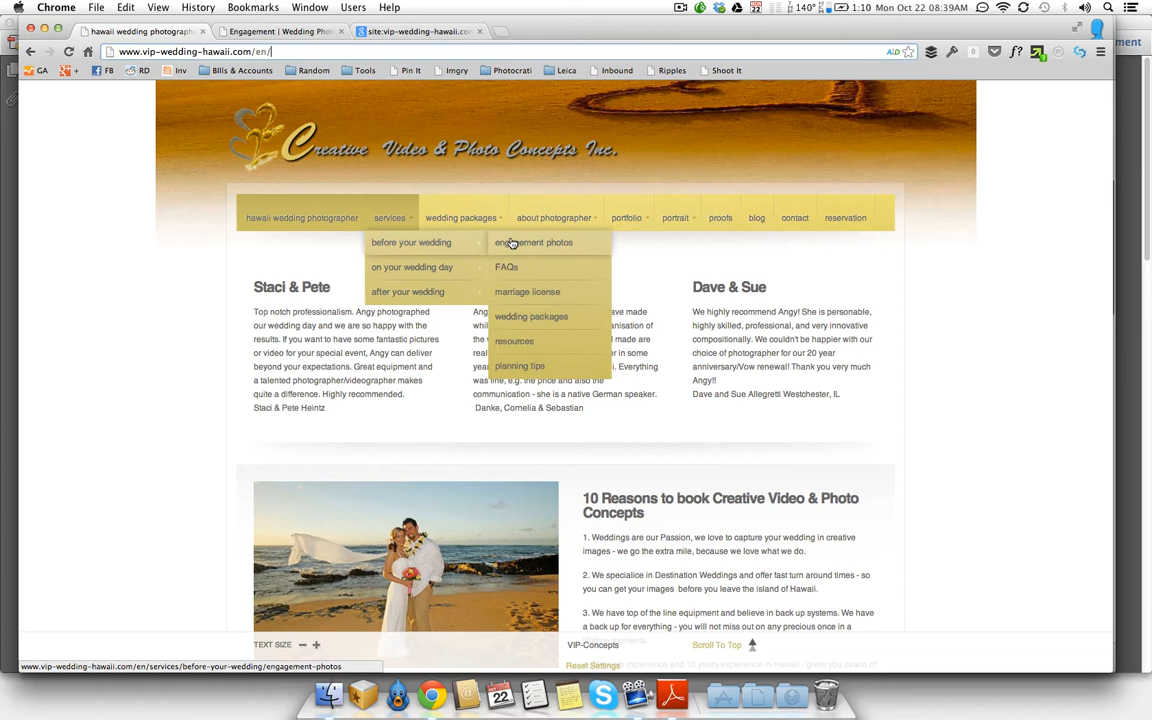 Chrome File Edit View History Bookmarks Window Users Help
140° 1:10 Mon Oct 22 08:39AM
hawaii wedding photographe Engagement | Wedding Phot site:vip-wedding-hawaii.com
www.vip-wedding-hawaii.com/en/
GA FB RD Inv Bills & Accounts Random Tools Pin It Imgry Photocrati Leica Inbound Ripples Shoot It
Creative Video & Photo Concepts Inc.
hawaii wedding photographer services wedding packages about photographer portfolio portrait proofs blog contact reservation
before your wedding
on your wedding day
after your wedding
engagement photos
FAQs
marriage license
wedding packages
resources
planning tips
Staci & Pete
Top notch professionalism. Angy photographed
our wedding day and we are so happy with the
results. If you want to have some fantastic pictures
or video for your special event, Angy can deliver
beyond your expectations. Great equipment and
a talented photographer/videographer makes
quite a difference. Highly recommended.
Staci & Pete Heintz
communication - she is a native German speaker.
Danke, Cornelia & Sebastian
Dave & Sue
We highly recommend Angy! She is personable,
highly skilled, professional, and very innovative
compositionally. We couldn't be happier with our
choice of photographer for our 20 year
anniversary/Vow renewal! Thank you very much
Angy!!
Dave and Sue Allegretti Westchester, IL
10 Reasons to book Creative Video & Photo
Concepts
1. Weddings are our Passion, we love to capture your wedding in creative
images - we go the extra mile, because we love what we do.
2. We specialice in Destination Weddings and offer fast turn around times - so
you can get your images before you leave the island of Hawaii.
3. We have top of the line equipment and believe in back up systems. We have
a back up for everything - you will not miss out on any precious once in a
TEXT SIZE
VIP-Concepts
Reset Settings
Scroll To Top
www.vip-wedding-hawaii.com/en/services/before-your-wedding/engagement-photos